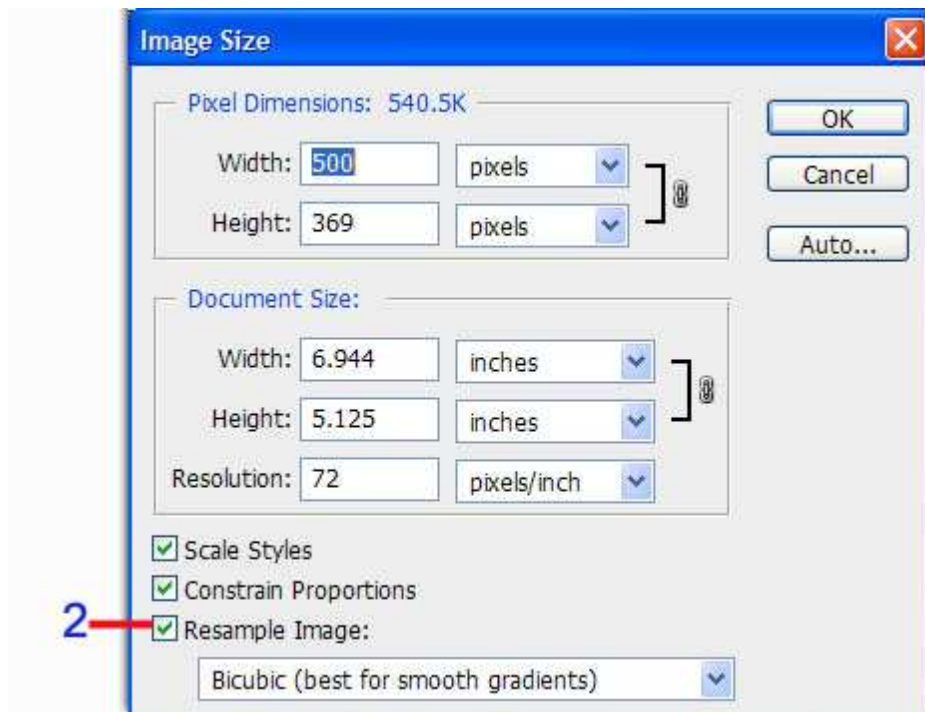 Image Size
Pixel Dimensions: 540.5K
OK
Width: 500 pixels
Cancel
Height: 369 pixels
Auto...
Document Size:
Width: 6.944 inches
Height: 5.125 inches
Resolution: 72 pixels/inch
Scale Styles
Constrain Proportions
2 Resample Image:
Bicubic (best for smooth gradients)